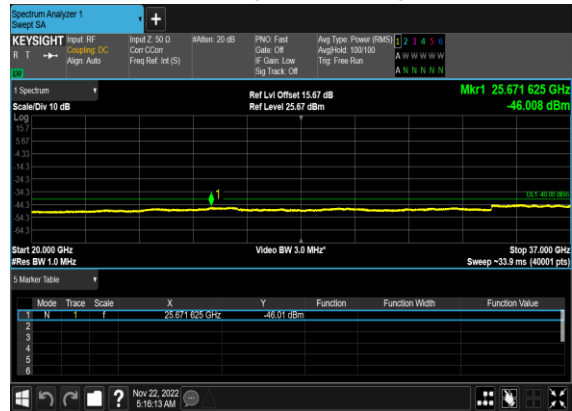 Spectrum Analyzer 1
Swept SA
KEYSIGHT Input: RF Input Z: 50 Ω #Atten: 20 dB PNO: Fast Avg Type: Power (RMS) 1 2 3 4 5 6
R T Coupling: DC Corr CCorr Gate: Off Avg|Hold: 100/100 A W W W W W
Align: Auto Freq Ref: Int (S) IF Gain: Low Trig: Free Run
Sig Track: Off A N N N N N
1 Spectrum Ref Lvl Offset 15.67 dB Mkr1 25.671 625 GHz
Scale/Div 10 dB Ref Level 25.67 dBm -46.008 dBm
Log
15.7
5.67
-4.33
-14.3
-24.3
-34.3
1
DL1 -40.00 dBm
-44.3
-54.3
-64.3
Start 20.000 GHz Video BW 3.0 MHz* Stop 37.000 GHz
#Res BW 1.0 MHz Sweep ~33.9 ms (40001 pts)
5 Marker Table
Mode Trace Scale X Y Function Function Width Function Value
1 N 1 f 25.671 625 GHz -46.01 dBm
2
3
4
5
6
? Nov 22, 2022
5:16:13 AM